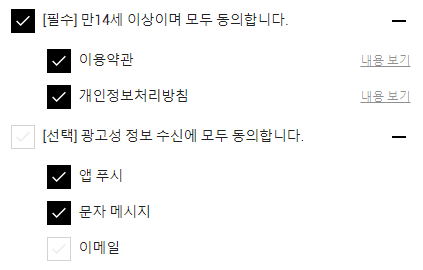 [필수] 만14세 이상이며 모두 동의합니다.
이용약관 내용 보기
개인정보처리방침 내용 보기
[선택] 광고성 정보 수신에 모두 동의합니다.
앱 푸시
문자 메시지
이메일